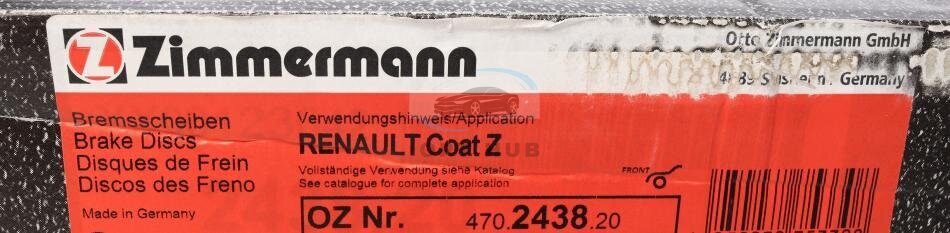 Z Zimmermann
Otto Zimmermann GmbH
Germany
Bremsscheiben
Brake Discs
Disques de Frein
Discos des Freno
Made in Germany
Verwendungshinweis/Application
RENAULT Coat Z
Vollständige Verwendung siehe Katalog
See catalogue for complete application
FRONT
OZ Nr. 470.2438.20